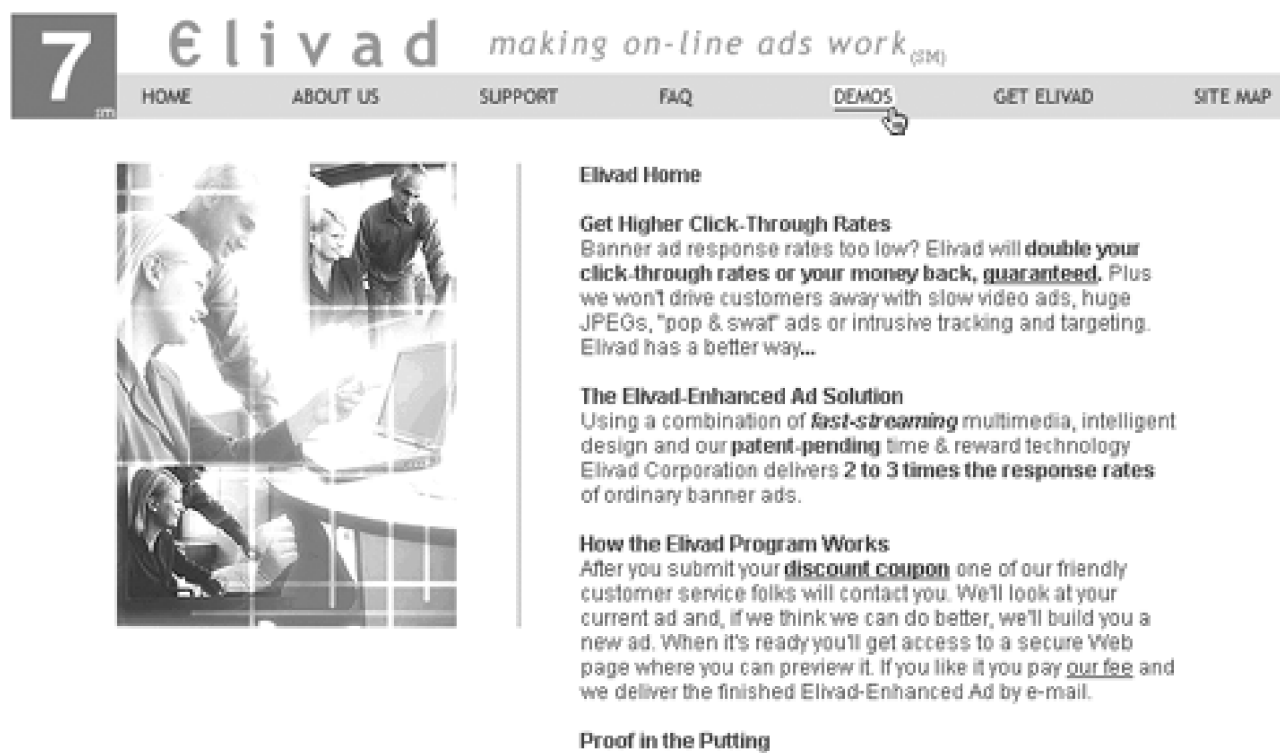 7
sm
Elivad making on-line ads work (SM)
HOME ABOUT US SUPPORT FAQ DEMOS GET ELIVAD SITE MAP
Elivad Home
Get Higher Click-Through Rates
Banner ad response rates too low? Elivad will double your
click-through rates or your money back, guaranteed. Plus
we won't drive customers away with slow video ads, huge
JPEGs, "pop & swat" ads or intrusive tracking and targeting.
Elivad has a better way...
The Elivad-Enhanced Ad Solution
Using a combination of fast-streaming multimedia, intelligent
design and our patent-pending time & reward technology
Elivad Corporation delivers 2 to 3 times the response rates
of ordinary banner ads.
How the Elivad Program Works
After you submit your discount coupon one of our friendly
customer service folks will contact you. We'll look at your
current ad and, if we think we can do better, we'll build you a
new ad. When it's ready you'll get access to a secure Web
page where you can preview it. If you like it you pay our fee and
we deliver the finished Elivad-Enhanced Ad by e-mail.
Proof in the Putting